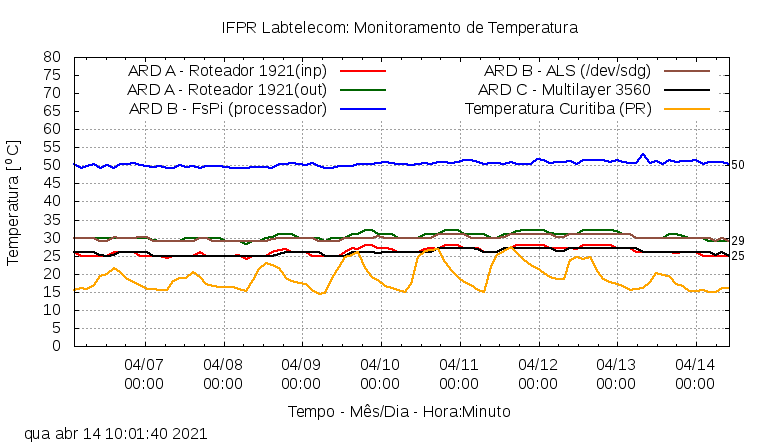 IFPR Labtelecom: Monitoramento de Temperatura
Temperatura [ºC]
80
75
70
65
60
55
50
45
40
35
30
25
20
15
10
5
0
ARD A - Roteador 1921(inp)
ARD A - Roteador 1921(out)
ARD B - FsPi (processador)
ARD B - ALS (/dev/sdg)
ARD C - Multilayer 3560
Temperatura Curitiba (PR)
50
29
25
04/07 04/08 04/09 04/10 04/11 04/12 04/13 04/14
00:00 00:00 00:00 00:00 00:00 00:00 00:00 00:00
Tempo - Mês/Dia - Hora:Minuto
qua abr 14 10:01:40 2021